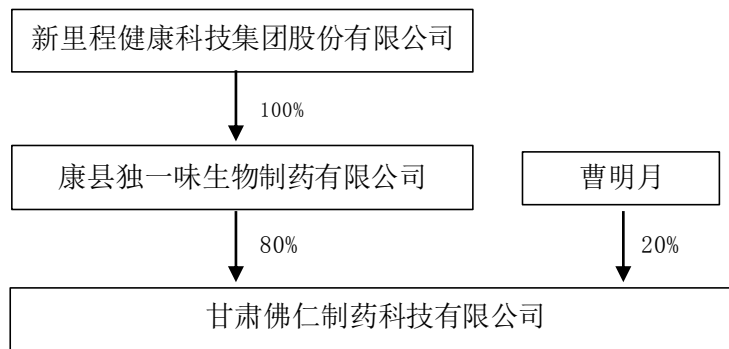 新里程健康科技集团股份有限公司
100%
康县独一味生物制药有限公司
曹明月
80%
20%
甘肃佛仁制药科技有限公司